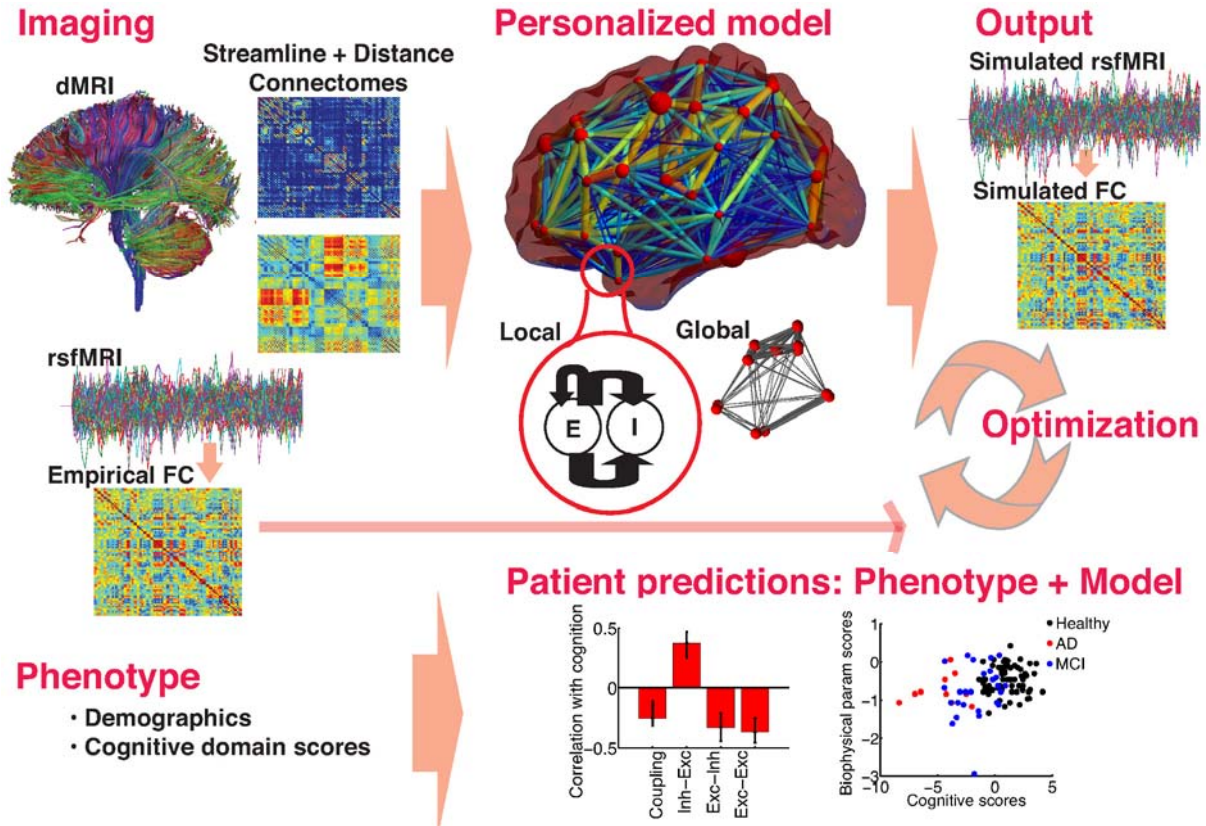 Imaging
Personalized model
Output
Streamline + Distance
Connectomes
dMRI
Simulated rsfMRI
Simulated FC
Local
Global
E
I
rsfMRI
Empirical FC
Optimization
Patient predictions: Phenotype + Model
Phenotype
• Demographics
• Cognitive domain scores
Correlation with cognition
0.5
0
−0.5
Coupling
Inh−Exc
Exc−Inh
Exc−Exc
Biophysical param scores
1
0
−1
−2
−3
−10
−5
0
5
Cognitive scores
Healthy
AD
MCI